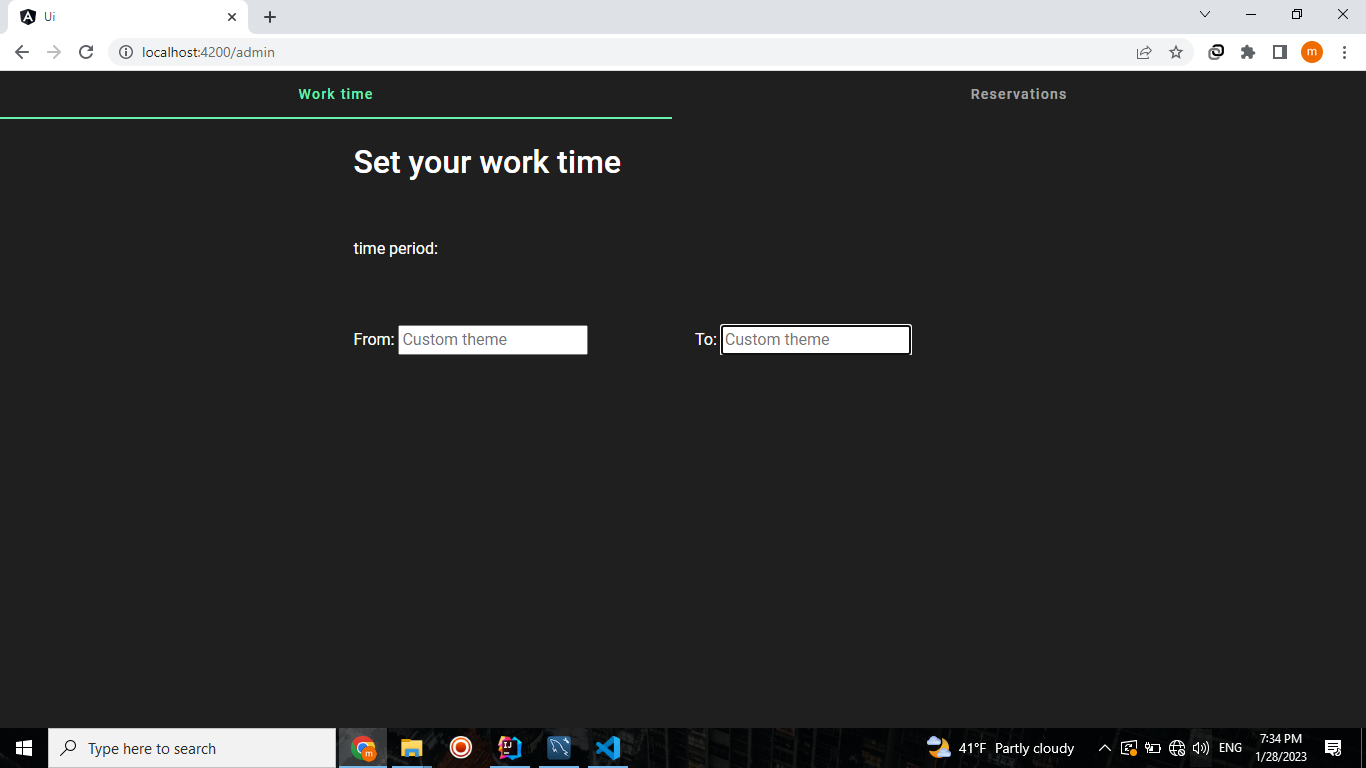 Ui
localhost:4200/admin
m
Work time
Reservations
Set your work time
time period:
From: Custom theme
To: Custom theme
Type here to search
m
IJ
41°F Partly cloudy
ENG
7:34 PM
1/28/2023